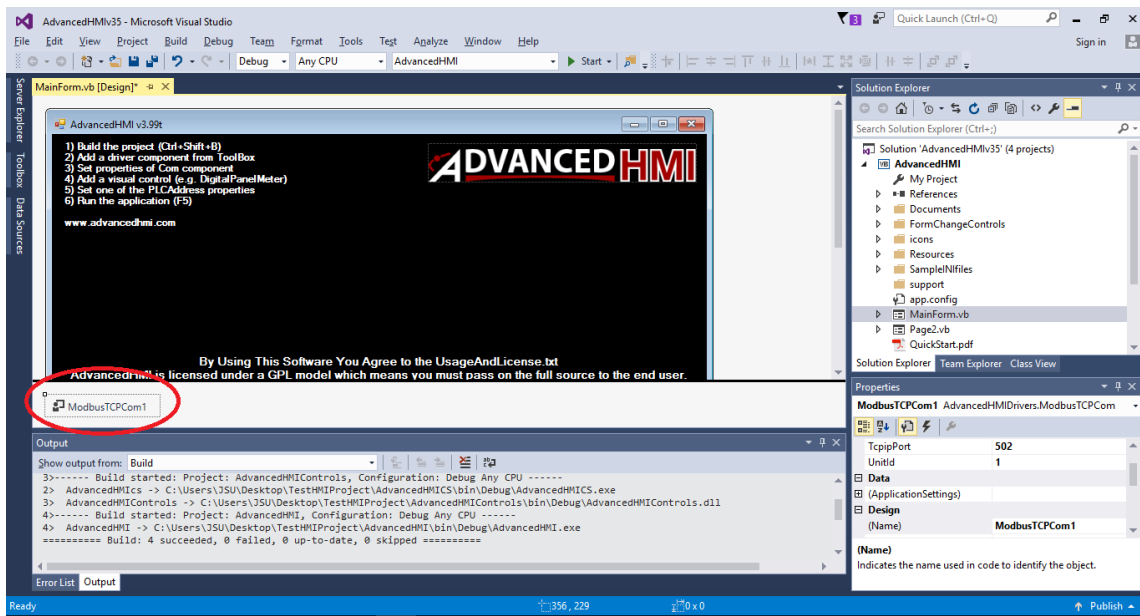 AdvancedHMIv35 - Microsoft Visual Studio
3
Quick Launch (Ctrl+Q)
File Edit View Project Build Debug Team Format Tools Test Analyze Window Help
Sign in
Debug Any CPU AdvancedHMI Start
Server Explorer
Toolbox
Data Sources
MainForm.vb [Design]*
AdvancedHMI v3.99t
1) Build the project (Ctrl+Shift+B)
2) Add a driver component from ToolBox
3) Set properties of Com component
4) Add a visual control (e.g. DigitalPanelMeter)
5) Set one of the PLCAddress properties
6) Run the application (F5)
www.advancedhmi.com
ADVANCED HMI
By Using This Software You Agree to the UsageAndLicense.txt
AdvancedHMI is licensed under a GPL model which means you must pass on the full source to the end user.
ModbusTCPCom1
Output
Show output from: Build
3>------ Build started: Project: AdvancedHMIControls, Configuration: Debug Any CPU ------
2> AdvancedHMIcs -> C:\Users\JSU\Desktop\TestHMIProject\AdvancedHMICS\bin\Debug\AdvancedHMICS.exe
3> AdvancedHMIControls -> C:\Users\JSU\Desktop\TestHMIProject\AdvancedHMIControls\bin\Debug\AdvancedHMIControls.dll
4>------ Build started: Project: AdvancedHMI, Configuration: Debug Any CPU ------
4> AdvancedHMI -> C:\Users\JSU\Desktop\TestHMIProject\AdvancedHMI\bin\Debug\AdvancedHMI.exe
========== Build: 4 succeeded, 0 failed, 0 up-to-date, 0 skipped ==========
Error List Output
Solution Explorer
Search Solution Explorer (Ctrl+;)
Solution 'AdvancedHMIv35' (4 projects)
VB AdvancedHMI
My Project
References
Documents
FormChangeControls
icons
Resources
SampleINIfiles
support
app.config
MainForm.vb
Page2.vb
QuickStart.pdf
Solution Explorer Team Explorer Class View
Properties
ModbusTCPCom1 AdvancedHMIDrivers.ModbusTCPCom
TcpipPort 502
UnitId 1
Data
(ApplicationSettings)
Design
(Name) ModbusTCPCom1
(Name)
Indicates the name used in code to identify the object.
Ready 356 , 229 0 x 0 Publish